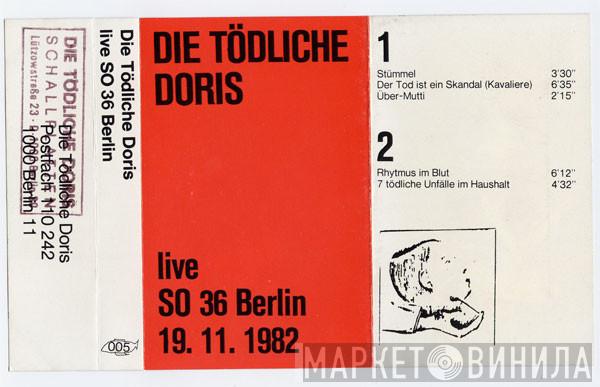 DIE TÖDLICHE DORIS
SCHALLPLATTEN
Lützowstraße 23 ·
Die Tödliche Doris
Postfach 110 242
1000 Berlin 11
Die Tödliche Doris
live SO 36 Berlin
005
DIE TÖDLICHE
DORIS
live
SO 36 Berlin
19. 11. 1982
1
Stümmel 3'30"
Der Tod ist ein Skandal (Kavaliere) 6'35"
Über-Mutti 2'15"
2
Rhytmus im Blut 6'12"
7 tödliche Unfälle im Haushalt 4'32"
МАРКЕТ ВИНИЛА